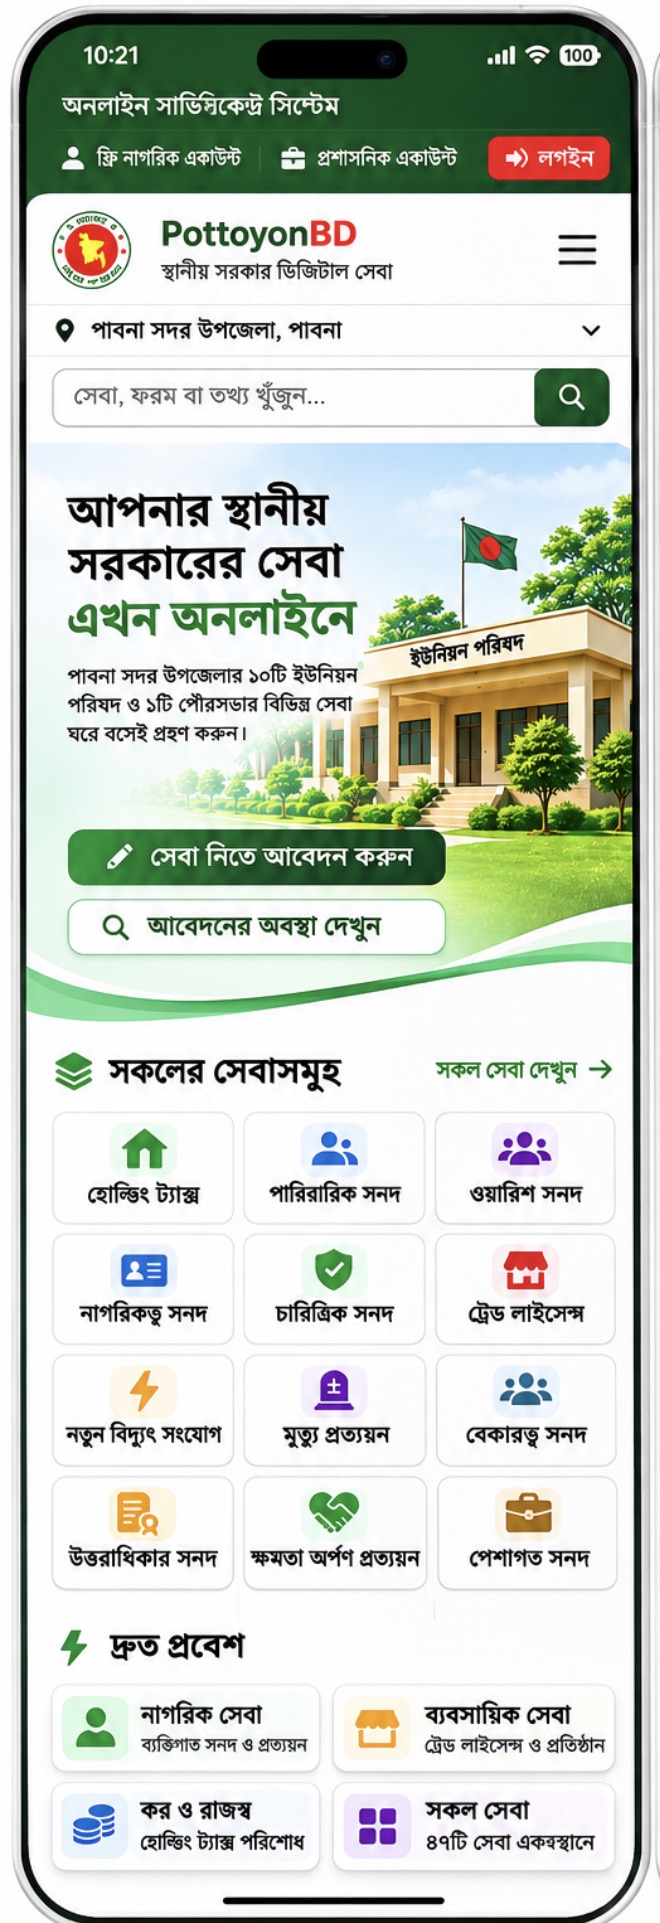 10:21
100
অনলাইন সার্ভিসিকেন্ট্র সিস্টেম
ফ্রি নাগরিক একাউন্ট
প্রশাসনিক একাউন্ট
লগইন
PottoyonBD
স্থানীয় সরকার ডিজিটাল সেবা
পাবনা সদর উপজেলা, পাবনা
সেবা, ফরম বা তথ্য খুঁজুন...
আপনার স্থানীয়
সরকারের সেবা
এখন অনলাইনে
ইউনিয়ন পরিষদ
পাবনা সদর উপজেলার ১০টি ইউনিয়ন
পরিষদ ও ১টি পৌরসভার বিভিন্ন সেবা
ঘরে বসেই গ্রহণ করুন।
সেবা নিতে আবেদন করুন
আবেদনের অবস্থা দেখুন
সকলের সেবাসমুহ
সকল সেবা দেখুন →
হোল্ডিং ট্যাক্স
পারিরারিক সনদ
ওয়ারিশ সনদ
নাগরিকত্ব সনদ
চারিত্রিক সনদ
ট্রেড লাইসেন্স
নতুন বিদ্যুৎ সংযোগ
মৃত্যু প্রত্যয়ন
বেকারত্ব সনদ
উত্তরাধিকার সনদ
ক্ষমতা অর্পণ প্রত্যয়ন
পেশাগত সনদ
দ্রুত প্রবেশ
নাগরিক সেবা
ব্যক্তিগত সনদ ও প্রত্যয়ন
ব্যবসায়িক সেবা
ট্রেড লাইসেন্স ও প্রতিষ্ঠান
কর ও রাজস্ব
হোল্ডিং ট্যাক্স পরিশোধ
সকল সেবা
৪৭টি সেবা একস্থানে